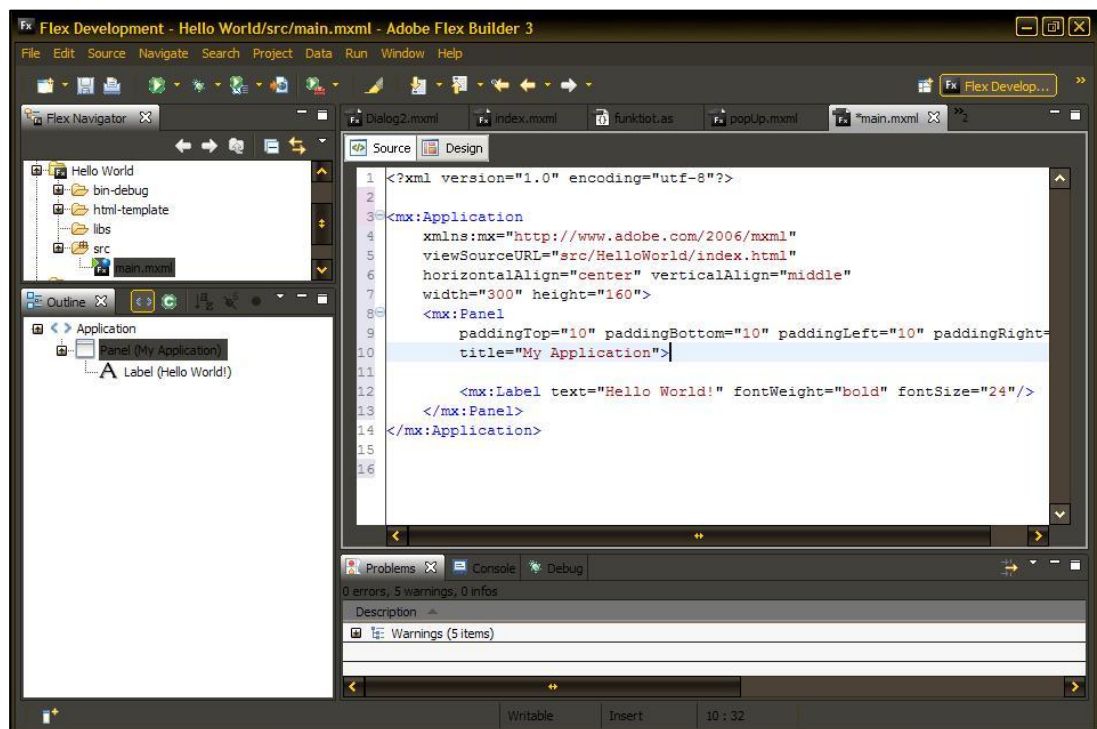 Fx Flex Development - Hello World/src/main.mxml - Adobe Flex Builder 3
File Edit Source Navigate Search Project Data Run Window Help
Fx Flex Develop... »
Flex Navigator
Hello World
bin-debug
html-template
libs
src
main.mxml
Outline
Application
Panel (My Application)
A Label (Hello World!)
Dialog2.mxml index.mxml funktiot.as popUp.mxml *main.mxml »2
Source Design
1 <?xml version="1.0" encoding="utf-8"?>
2
3 <mx:Application
4 xmlns:mx="http://www.adobe.com/2006/mxml"
5 viewSourceURL="src/HelloWorld/index.html"
6 horizontalAlign="center" verticalAlign="middle"
7 width="300" height="160">
8 <mx:Panel
9 paddingTop="10" paddingBottom="10" paddingLeft="10" paddingRight=
10 title="My Application">
11
12 <mx:Label text="Hello World!" fontWeight="bold" fontSize="24"/>
13 </mx:Panel>
14 </mx:Application>
15
16
Problems Console Debug
0 errors, 5 warnings, 0 infos
Description
Warnings (5 items)
Writable Insert 10 : 32